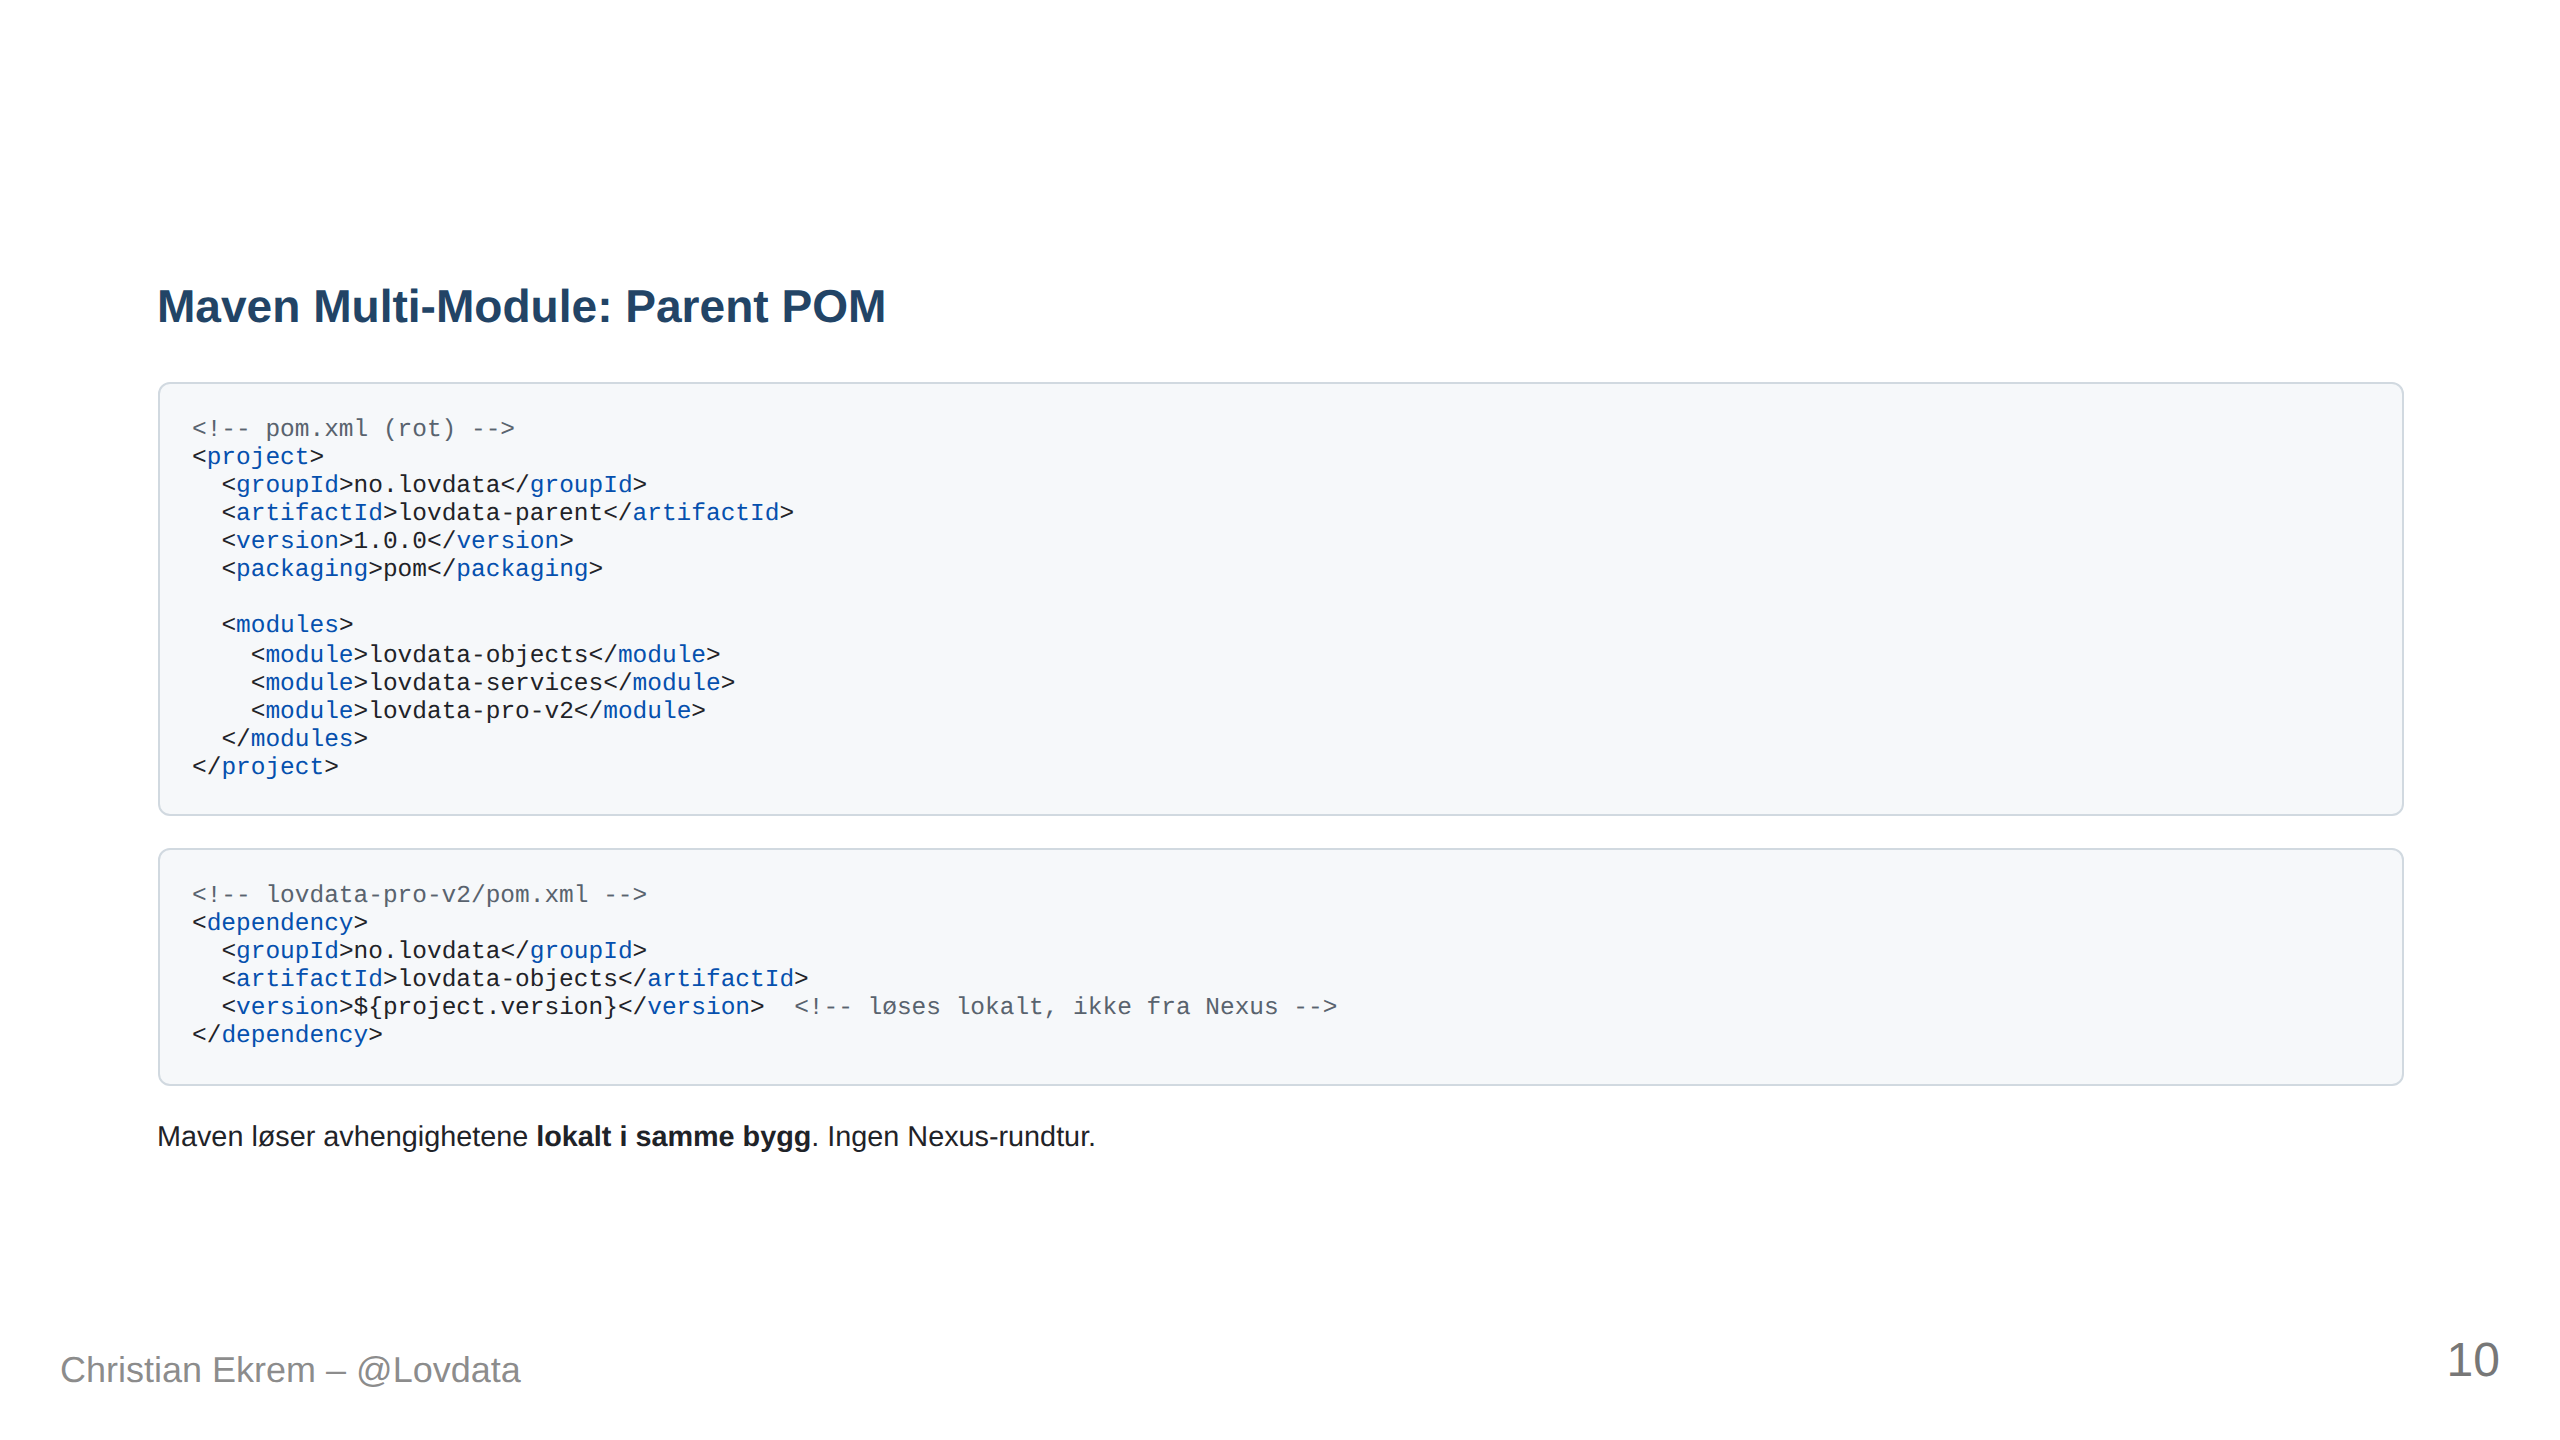 Maven Multi-Module: Parent POM
<!-- pom.xml (rot) -->
<project>
  <groupId>no.lovdata</groupId>
  <artifactId>lovdata-parent</artifactId>
  <version>1.0.0</version>
  <packaging>pom</packaging>

  <modules>
    <module>lovdata-objects</module>
    <module>lovdata-services</module>
    <module>lovdata-pro-v2</module>
  </modules>
</project>
<!-- lovdata-pro-v2/pom.xml -->
<dependency>
  <groupId>no.lovdata</groupId>
  <artifactId>lovdata-objects</artifactId>
  <version>${project.version}</version>  <!-- løses lokalt, ikke fra Nexus -->
</dependency>
Maven løser avhengighetene lokalt i samme bygg. Ingen Nexus-rundtur.
Christian Ekrem – @Lovdata
10